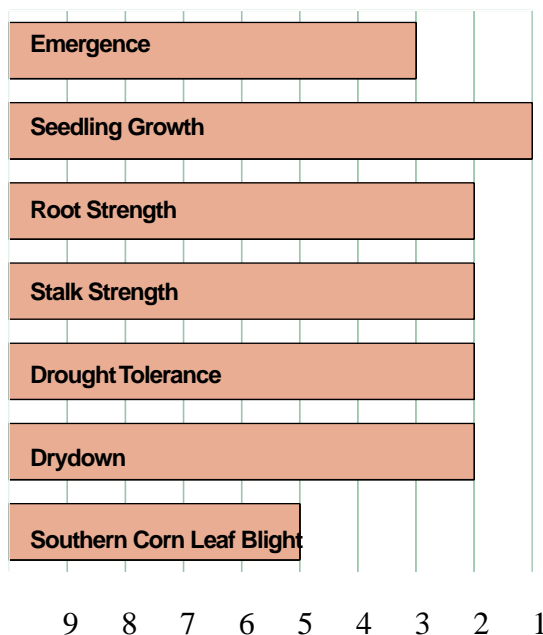 Emergence
Seedling Growth
Root Strength
Stalk Strength
Drought Tolerance
Drydown
Southern Corn Leaf Blight
9 8 7 6 5 4 3 2 1